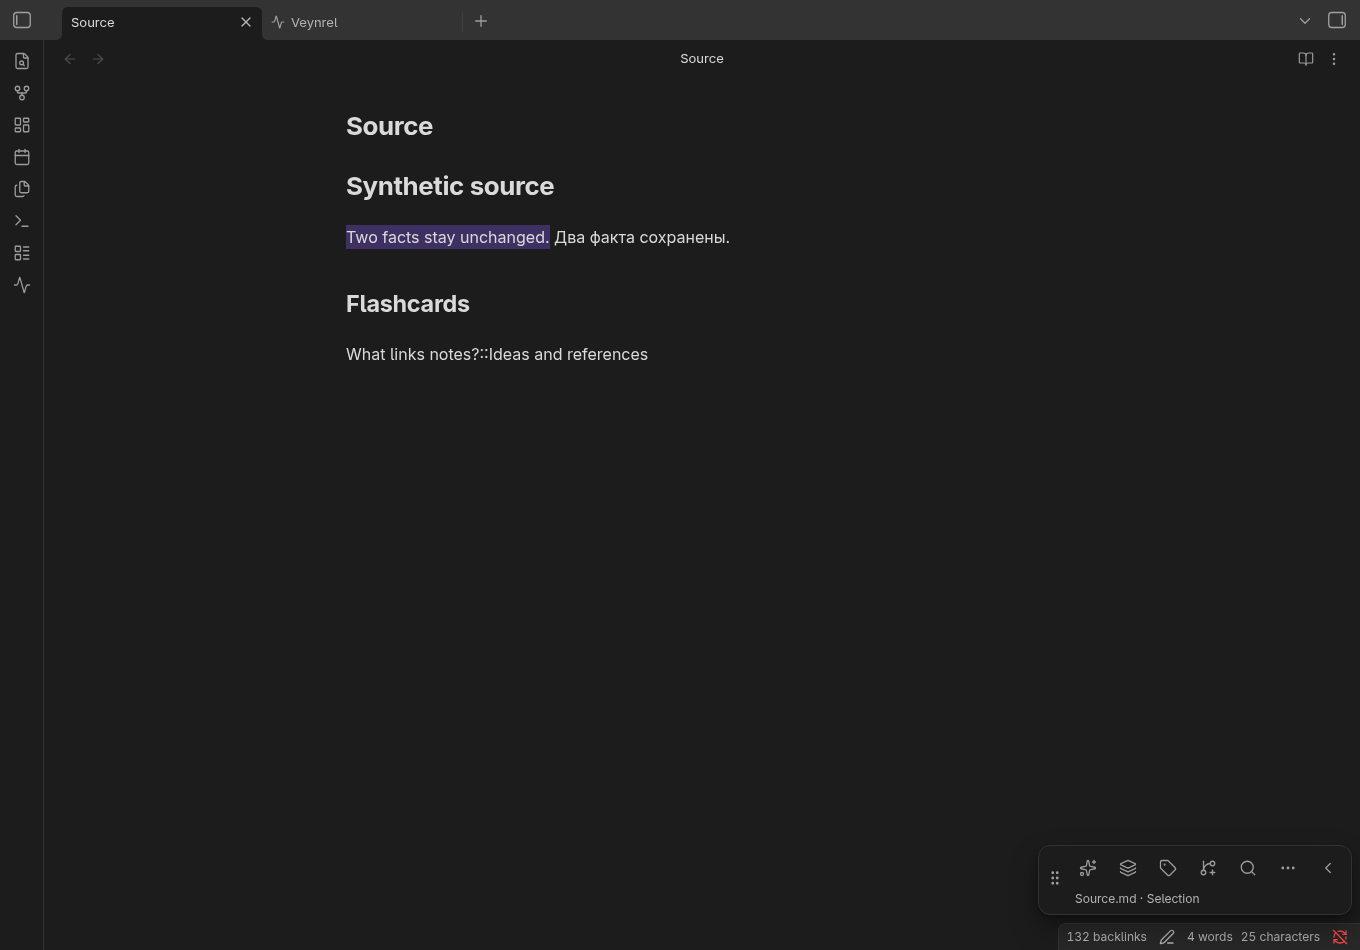 Source
Veynrel
Source
Source
Synthetic source
Two facts stay unchanged. Два факта сохранены.
Flashcards
What links notes?::Ideas and references
Source.md · Selection
132 backlinks 4 words 25 characters